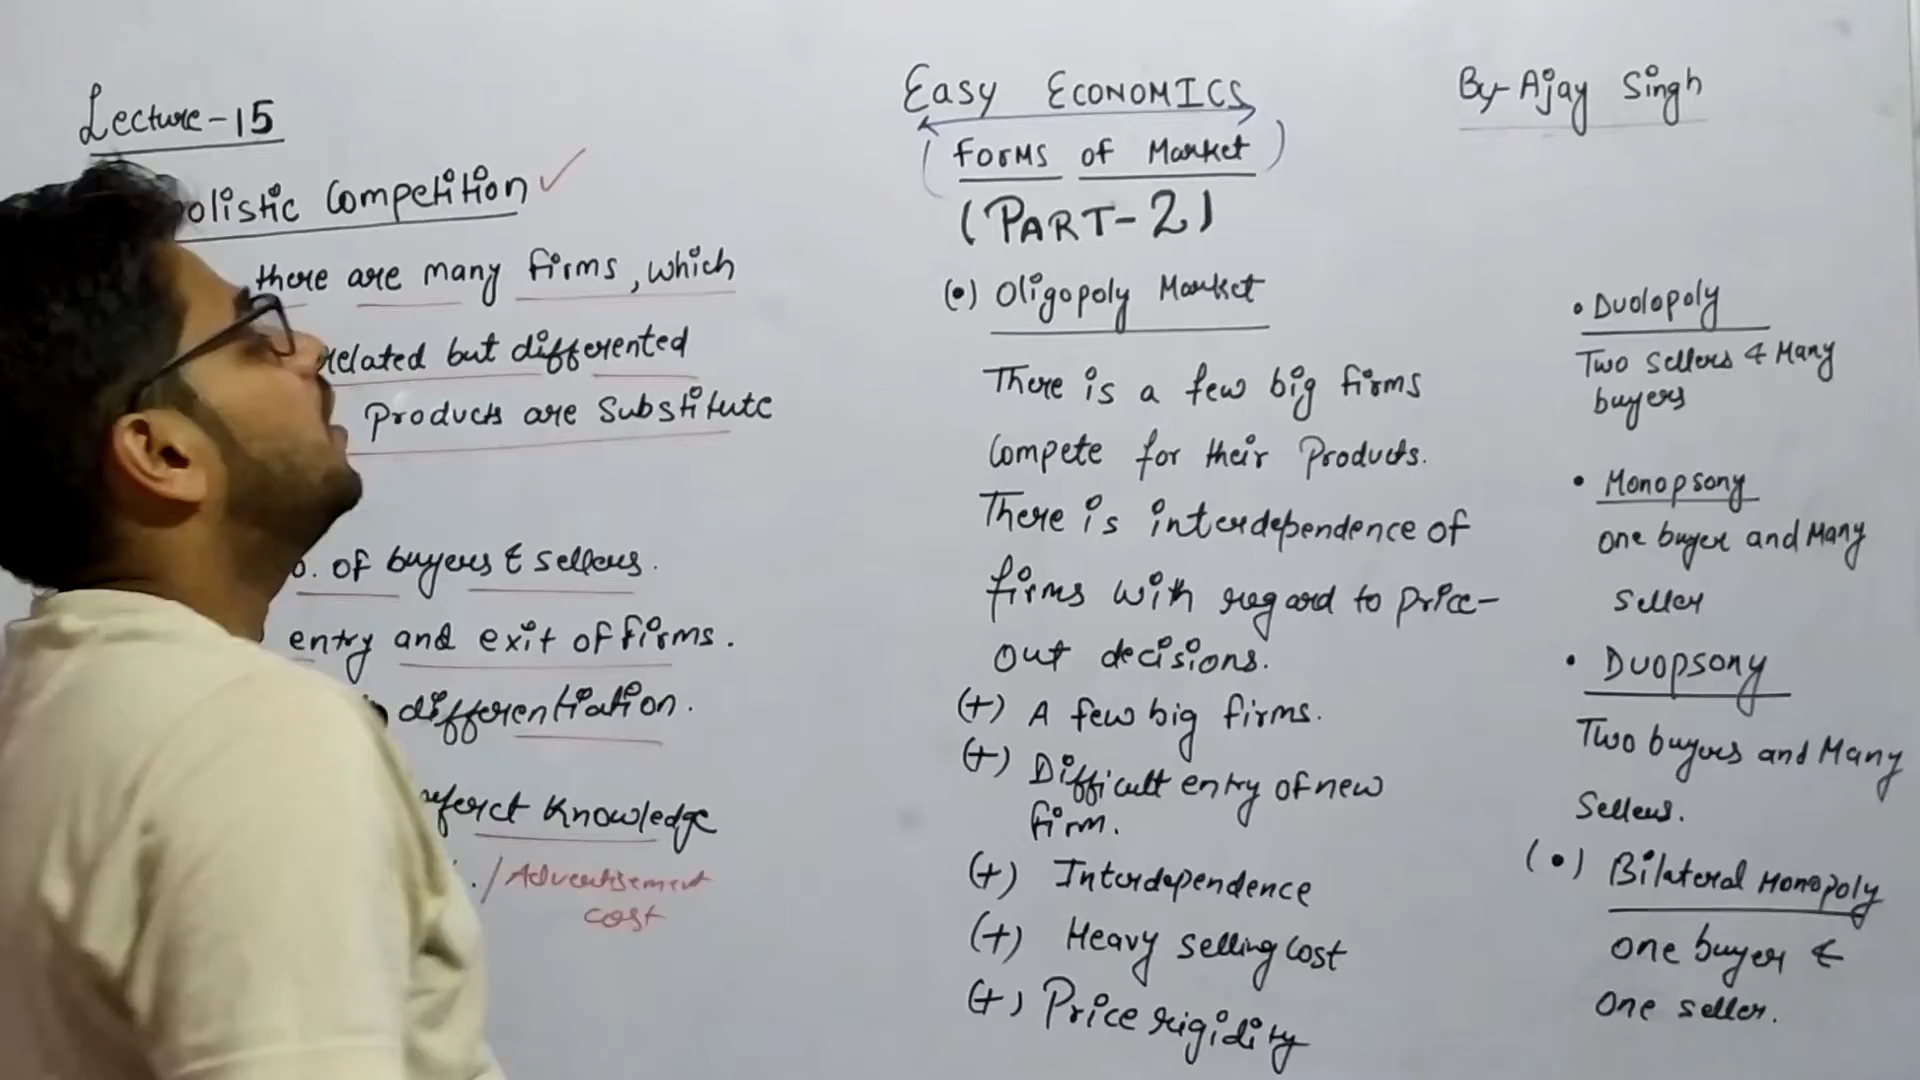 Lecture-15
Easy ECONOMICS
By- Ajay Singh
(Forms of Market)
(PART-2)
olistic Competition ✓
there are many firms, which
related but differented
Products are Substitute
o. of buyers & sellers.
entry and exit of firms.
differentiation.
Knowledge
. / Advertisement
cost
(•) Oligopoly Market
There is a few big firms
Compete for their Products.
There is interdependence of
firms with regard to price-
out decisions.
(+) A few big firms.
(+) Difficult entry of new
firm.
(+) Interdependence
(+) Heavy selling Cost
(+) Price rigidity
• Duolopoly
Two sellers & Many
buyers
• Monopsony
one buyer and Many
Seller
• Duopsony
Two buyers and Many
Sellers.
(•) Bilateral Monopoly
one buyer &
one seller.